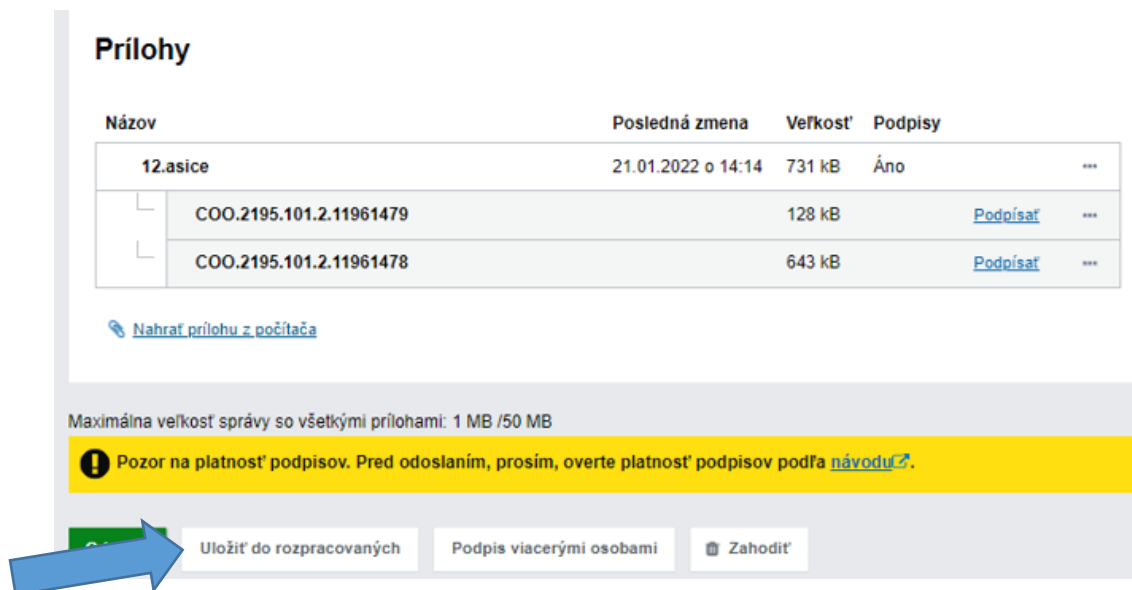 Prílohy
Názov Posledná zmena Veľkosť Podpisy
12.asice 21.01.2022 o 14:14 731 kB Áno
COO.2195.101.2.11961479 128 kB Podpísať
COO.2195.101.2.11961478 643 kB Podpísať
Nahrať prílohu z počítača
Maximálna veľkosť správy so všetkými prílohami: 1 MB /50 MB
Pozor na platnosť podpisov. Pred odoslaním, prosím, overte platnosť podpisov podľa návodu.
Uložiť do rozpracovaných Podpis viacerými osobami Zahodiť